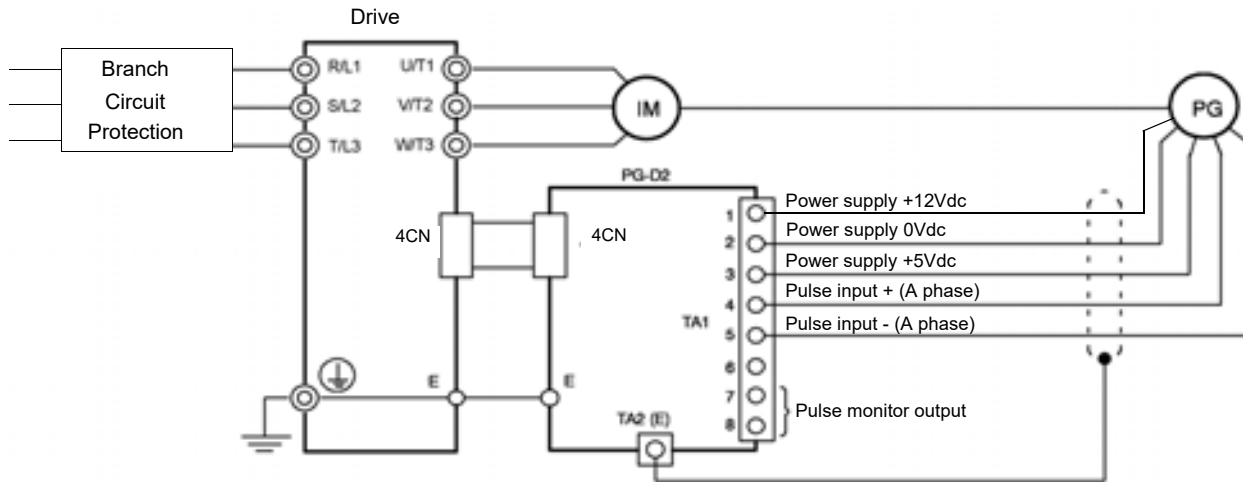 Drive
Branch
Circuit
Protection
R/L1
U/T1
S/L2
V/T2
T/L3
W/T3
IM
PG
PG-D2
4CN
4CN
1
Power supply +12Vdc
2
Power supply 0Vdc
3
Power supply +5Vdc
4
Pulse input + (A phase)
TA1
5
Pulse input - (A phase)
6
7
8
Pulse monitor output
E
E
TA2 (E)